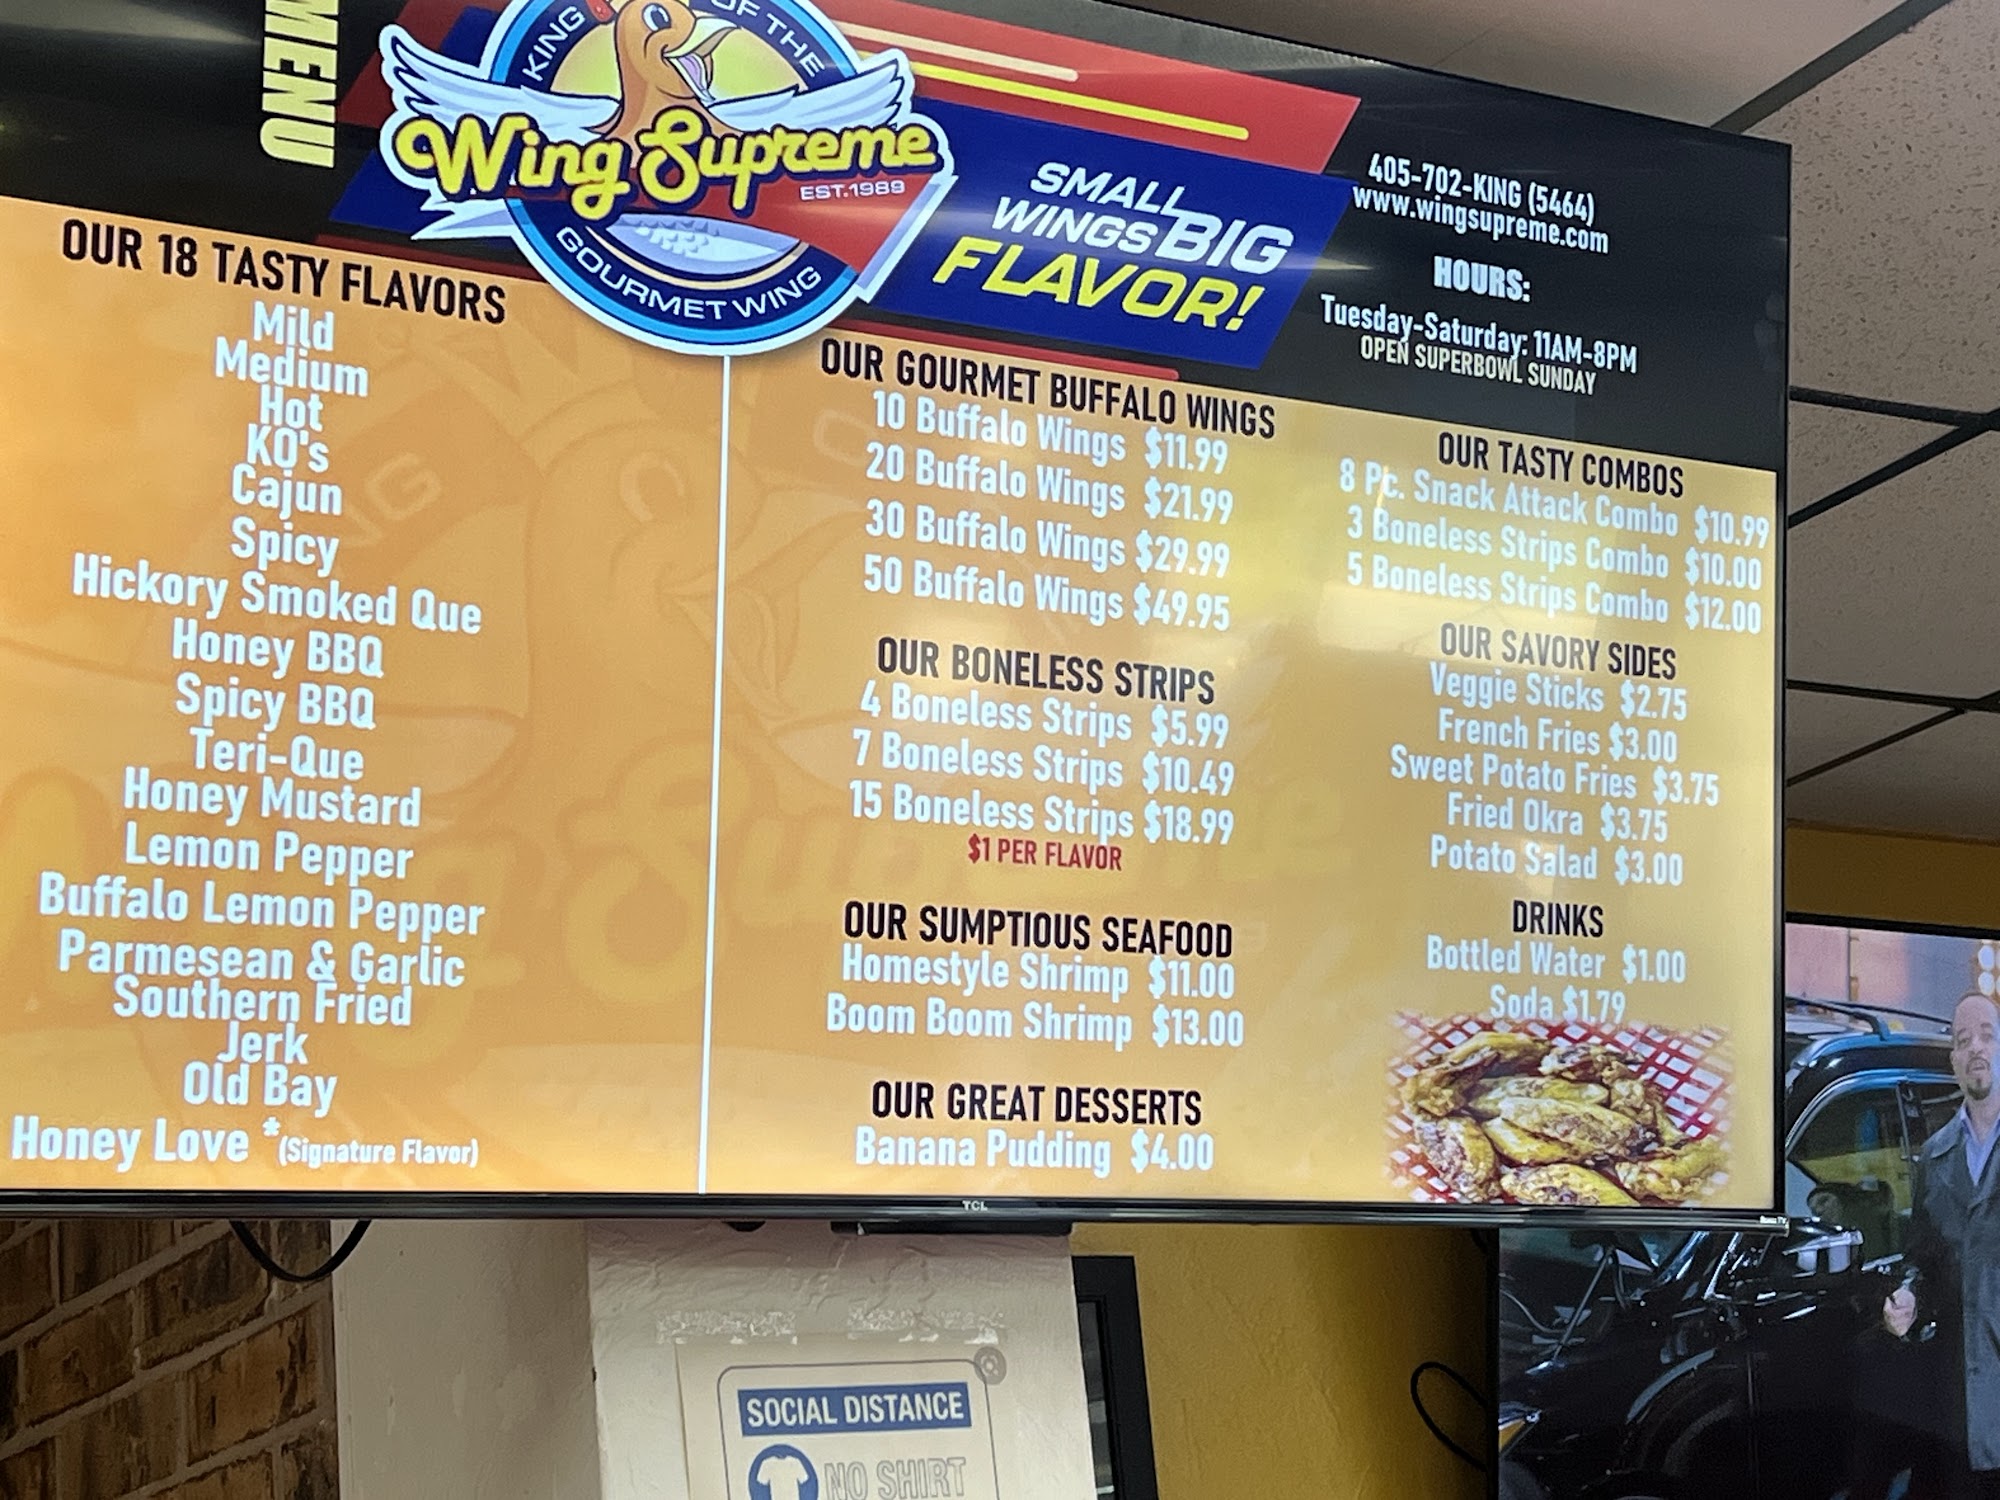 MENU
KING OF THE
Wing Supreme
EST.1989
GOURMET WING
SMALL
WINGS BIG
FLAVOR!
405-702-KING (5464)
www.wingsupreme.com
HOURS:
Tuesday-Saturday: 11AM-8PM
OPEN SUPERBOWL SUNDAY
OUR 18 TASTY FLAVORS
Mild
Medium
Hot
KO's
Cajun
Spicy
Hickory Smoked Que
Honey BBQ
Spicy BBQ
Teri-Que
Honey Mustard
Lemon Pepper
Buffalo Lemon Pepper
Parmesean & Garlic
Southern Fried
Jerk
Old Bay
Honey Love *(Signature Flavor)
OUR GOURMET BUFFALO WINGS
10 Buffalo Wings $11.99
20 Buffalo Wings $21.99
30 Buffalo Wings $29.99
50 Buffalo Wings $49.95
OUR BONELESS STRIPS
4 Boneless Strips $5.99
7 Boneless Strips $10.49
15 Boneless Strips $18.99
$1 PER FLAVOR
OUR SUMPTIOUS SEAFOOD
Homestyle Shrimp $11.00
Boom Boom Shrimp $13.00
OUR GREAT DESSERTS
Banana Pudding $4.00
OUR TASTY COMBOS
8 Pc. Snack Attack Combo $10.99
3 Boneless Strips Combo $10.00
5 Boneless Strips Combo $12.00
OUR SAVORY SIDES
Veggie Sticks $2.75
French Fries $3.00
Sweet Potato Fries $3.75
Fried Okra $3.75
Potato Salad $3.00
DRINKS
Bottled Water $1.00
Soda $1.79
TCL
Roku TV
SOCIAL DISTANCE
NO SHIRT